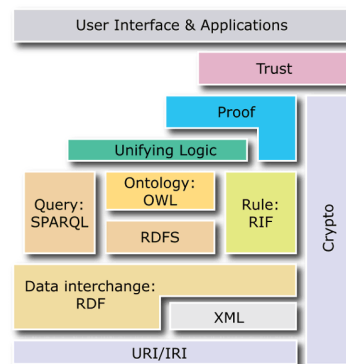 User Interface & Applications
Trust
Proof
Unifying Logic
Query:
SPARQL
Ontology:
OWL
RDFS
Rule:
RIF
Crypto
Data interchange:
RDF
XML
URI/IRI